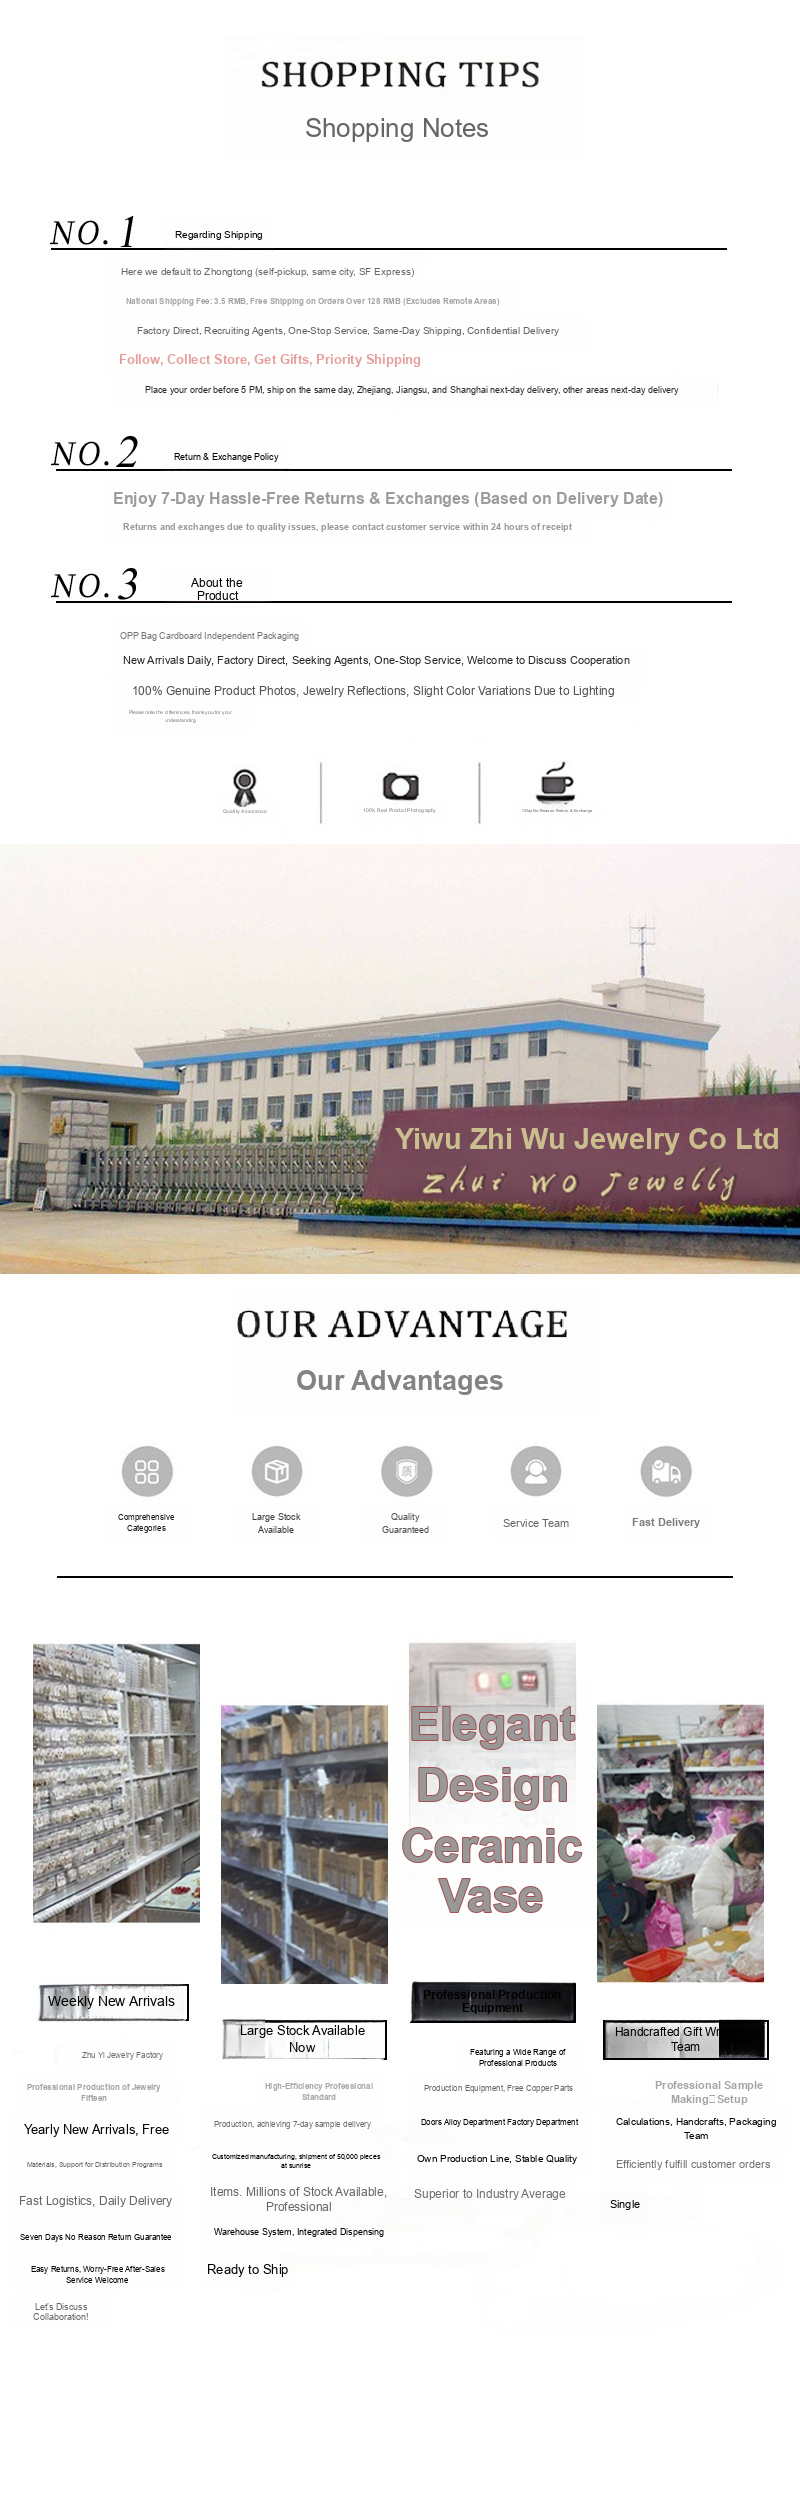 SHOPPING TIPS
Shopping Notes
NO. 1
Regarding Shipping
Here we default to Zhongtong (self-pickup, same city, SF Express)
National Shipping Fee: 3.5 RMB, Free Shipping on Orders Over 128 RMB (Excludes Remote Areas)
Factory Direct, Recruiting Agents, One-Stop Service, Same-Day Shipping, Confidential Delivery
Follow, Collect Store, Get Gifts, Priority Shipping
Place your order before 5 PM, ship on the same day, Zhejiang, Jiangsu, and Shanghai next-day delivery, other areas next-day delivery
NO. 2
Return & Exchange Policy
Enjoy 7-Day Hassle-Free Returns & Exchanges (Based on Delivery Date)
Returns and exchanges due to quality issues, please contact customer service within 24 hours of receipt
NO. 3
About the
Product
OPP Bag Cardboard Independent Packaging
New Arrivals Daily, Factory Direct, Seeking Agents, One-Stop Service, Welcome to Discuss Cooperation
100% Genuine Product Photos, Jewelry Reflections, Slight Color Variations Due to Lighting
Please note the differences, thank you for your
understanding
Quality Assurance
100% Real Product Photography
7-Day No Reason Return & Exchange
Yiwu Zhi Wu Jewelry Co Ltd
Zhui WO Jewelly
OUR ADVANTAGE
Our Advantages
质
Comprehensive
Categories
Large Stock
Available
Quality
Guaranteed
Service Team
Fast Delivery
Elegant
Design
Ceramic
Vase
Weekly New Arrivals
Zhu Yi Jewelry Factory
Professional Production of Jewelry
Fifteen
Yearly New Arrivals, Free
Materials, Support for Distribution Programs
Fast Logistics, Daily Delivery
Seven Days No Reason Return Guarantee
Easy Returns, Worry-Free After-Sales
Service Welcome
Let's Discuss
Collaboration!
Large Stock Available
Now
High-Efficiency Professional
Standard
Production, achieving 7-day sample delivery
Customized manufacturing, shipment of 50,000 pieces
at sunrise
Items. Millions of Stock Available,
Professional
Warehouse System, Integrated Dispensing
Ready to Ship
Professional Production
Equipment
Featuring a Wide Range of
Professional Products
Production Equipment, Free Copper Parts
Doors Alloy Department Factory Department
Own Production Line, Stable Quality
Superior to Industry Average
Handcrafted Gift
Team
Professional Sample
Making Setup
Calculations, Handcrafts, Packaging
Team
Efficiently fulfill customer orders
Single